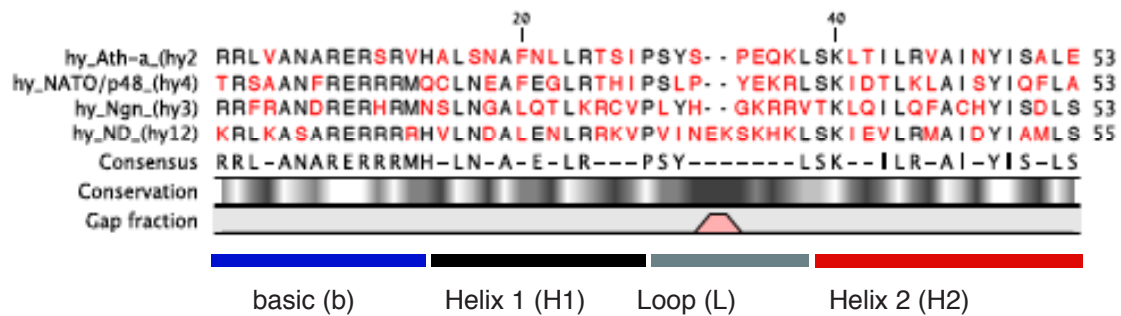 20 40
hy_Ath-a_(hy2 RRLVANARERSRVHALSNAFNLLRTSIPSYS--PEQKLSKLTILRVAINYISALE 53
hy_NATO/p48_(hy4) TRSAANFRERRRMQCLNEAFEGLRTHIPSLP--YEKRLSKIDTLKLAISYIQFLA 53
hy_Ngn_(hy3) RRFRANDRERHRMNSLNGALQTLKRCVPLYH--GKRRVTKLQILQFACHYISDLS 53
hy_ND_(hy12) KRLKASARERRRRHVLNDALENLRRKVPVINEKSKHKLSKIEVLRMAIDYIAMLS 55
Consensus RRL-ANARERRRMH-LN-A-E-LR---PSY-------LSK--ILR-AI-YIS-LS
Conservation
Gap fraction
basic (b) Helix 1 (H1) Loop (L) Helix 2 (H2)